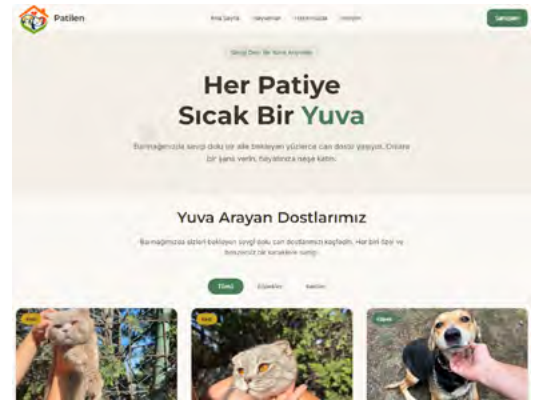 Patilen
Ana Sayfa Hayvanlar Hakkımızda İletişim
Sahiplen
Sevgi Dolu Bir Yuva Arıyorlar
Her Patiye
Sıcak Bir Yuva
Barınağımızda sevgi dolu bir aile bekleyen yüzlerce can dostu yaşıyor. Onlara
bir şans verin, hayatınıza neşe katın.
Yuva Arayan Dostlarımız
Barınağımızda sizleri bekleyen sevgi dolu can dostlarımızı keşfedin. Her biri özel ve
benzersiz bir karaktere sahip.
Tümü Köpekler Kediler
Kedi Kedi Köpek